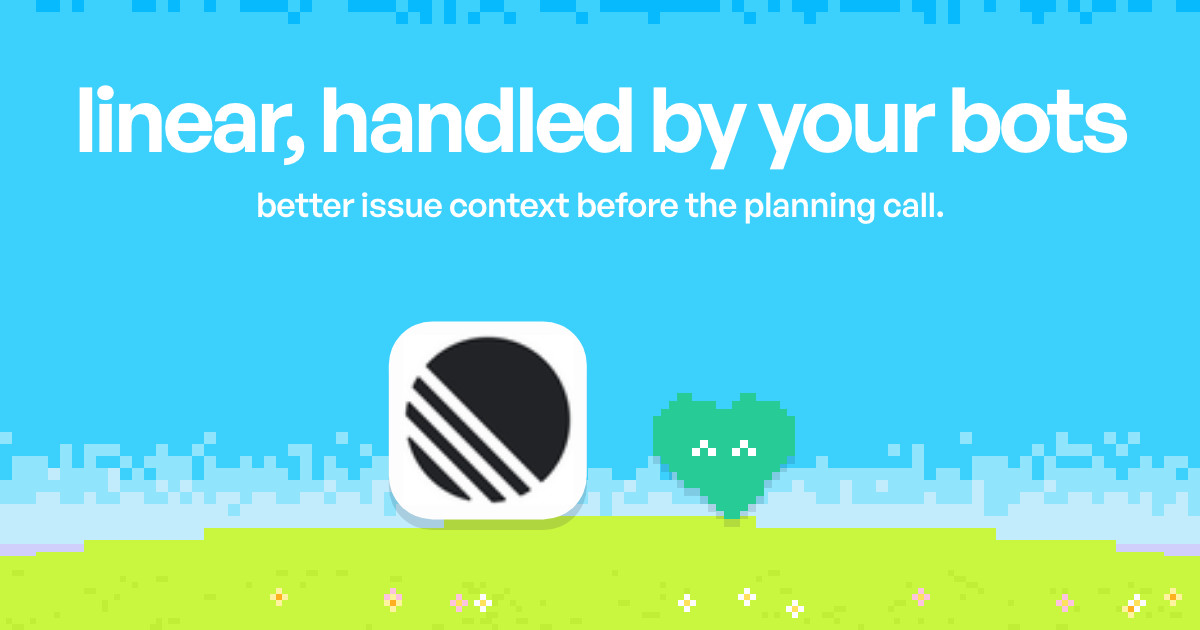 linear, handled by your bots
better issue context before the planning call.